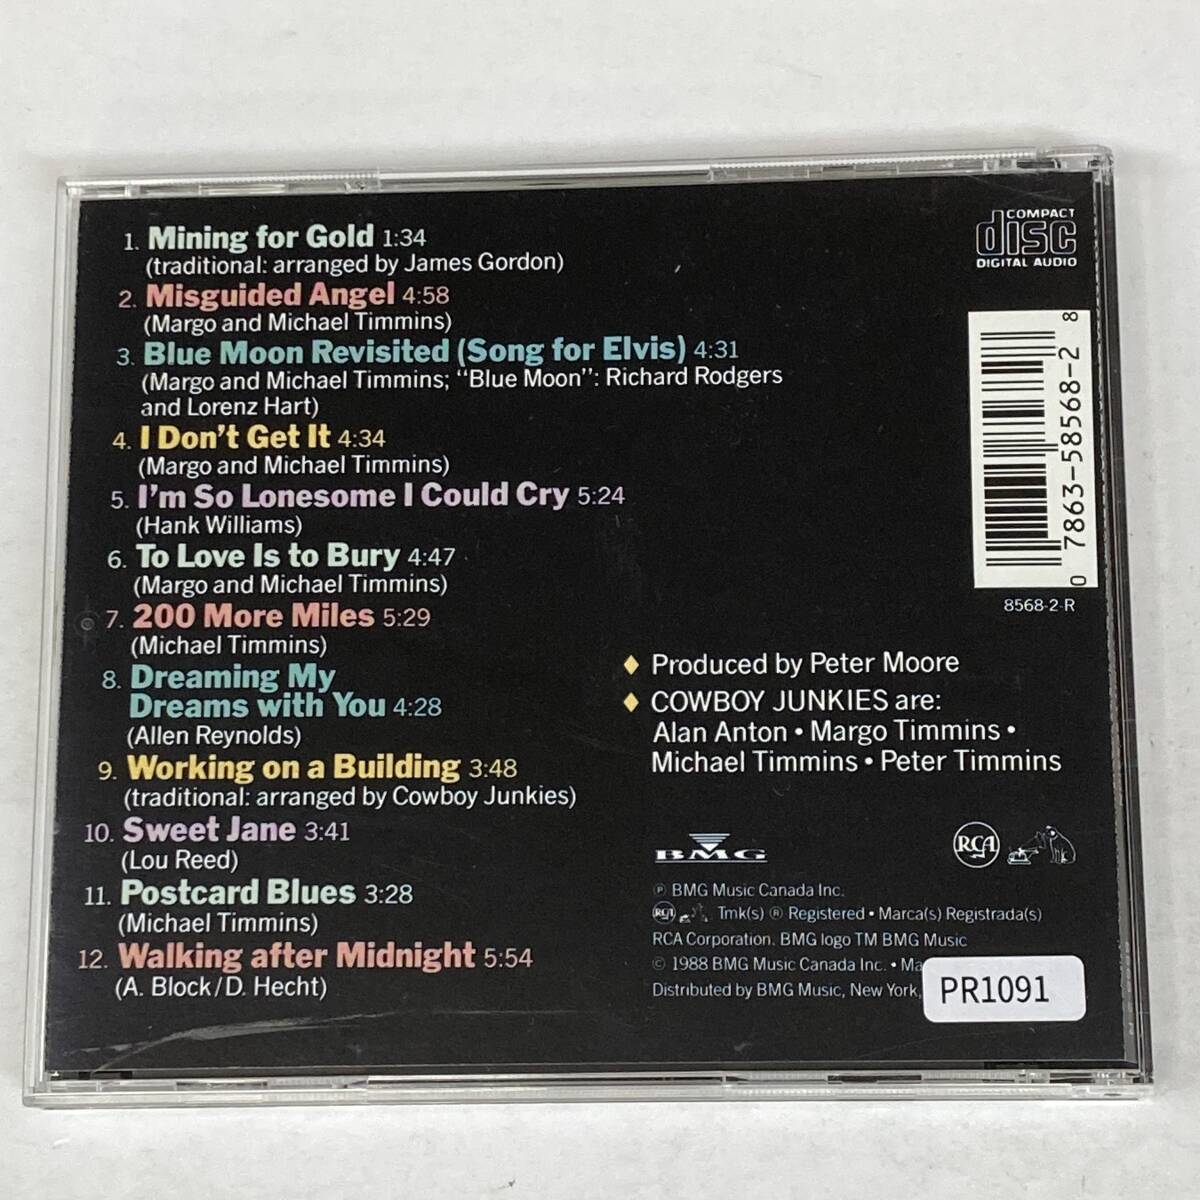 1. Mining for Gold 1:34
(traditional: arranged by James Gordon)
2. Misguided Angel 4:58
(Margo and Michael Timmins)
3. Blue Moon Revisited (Song for Elvis) 4:31
(Margo and Michael Timmins; “Blue Moon”: Richard Rodgers
and Lorenz Hart)
4. I Don't Get It 4:34
(Margo and Michael Timmins)
5. I'm So Lonesome I Could Cry 5:24
(Hank Williams)
6. To Love Is to Bury 4:47
(Margo and Michael Timmins)
7. 200 More Miles 5:29
(Michael Timmins)
8. Dreaming My
Dreams with You 4:28
(Allen Reynolds)
9. Working on a Building 3:48
(traditional: arranged by Cowboy Junkies)
10. Sweet Jane 3:41
(Lou Reed)
11. Postcard Blues 3:28
(Michael Timmins)
12. Walking after Midnight 5:54
(A. Block/D. Hecht)
COMPACT
disc
DIGITAL AUDIO
0 7863-58568-2 8
8568-2-R
♦ Produced by Peter Moore
♦ COWBOY JUNKIES are:
Alan Anton • Margo Timmins •
Michael Timmins • Peter Timmins
BMG
RCA
℗ BMG Music Canada Inc.
RCA Tmk(s) ® Registered • Marca(s) Registrada(s)
RCA Corporation. BMG logo TM BMG Music
© 1988 BMG Music Canada Inc. • Ma
Distributed by BMG Music, New York,
PR1091